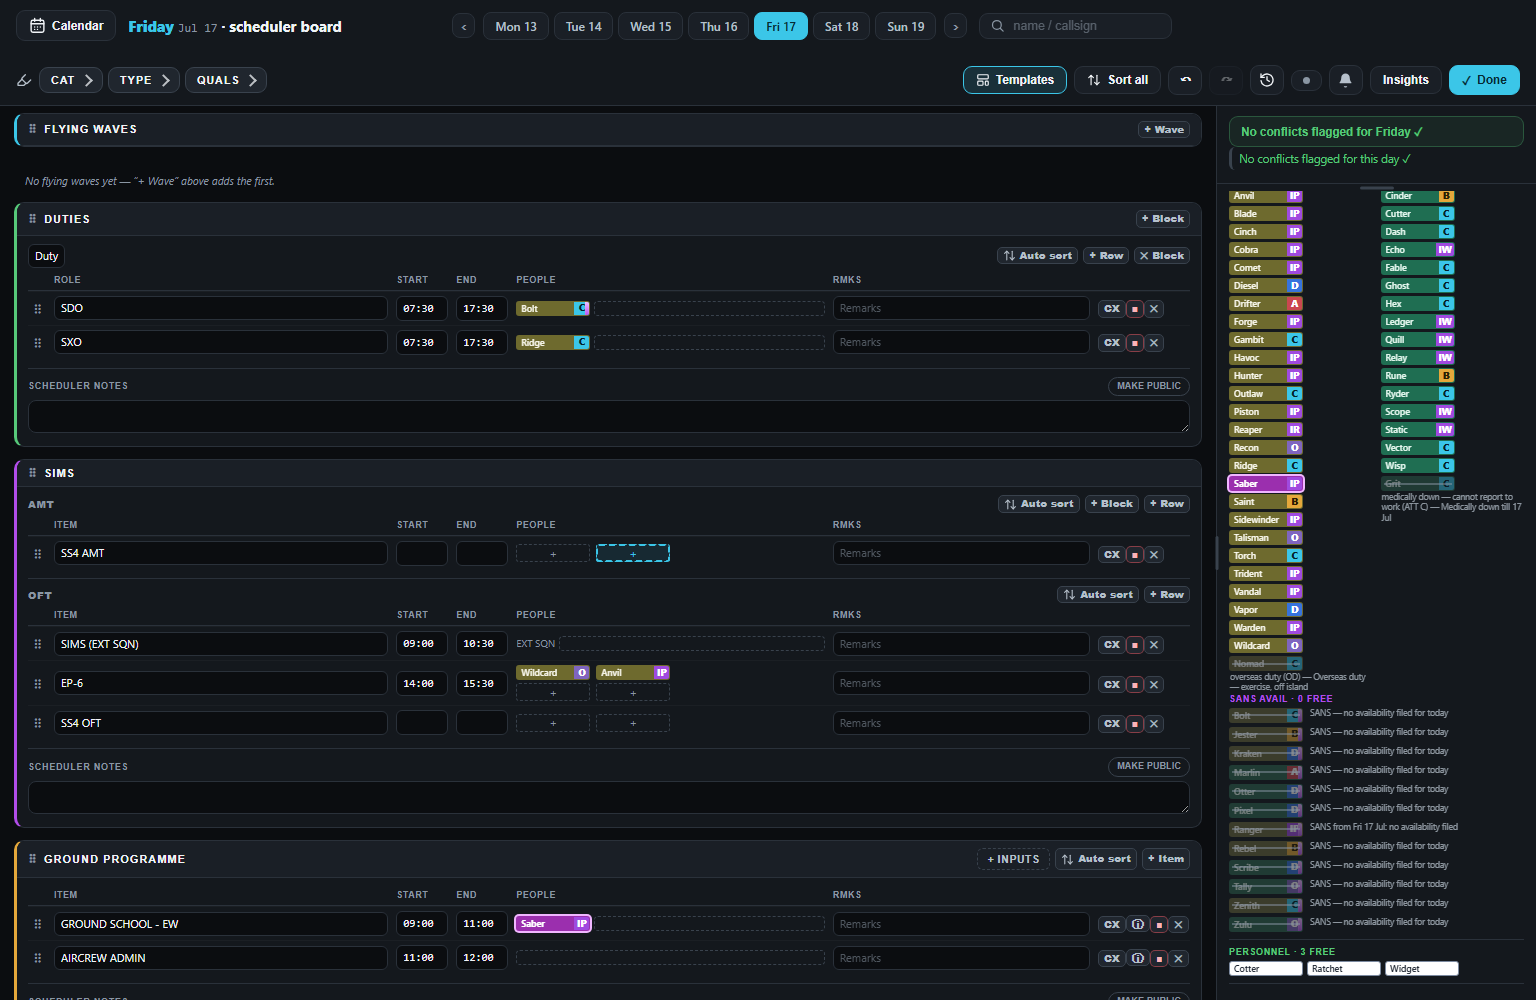 Calendar
Friday Jul 17 · scheduler board
‹
Mon 13
Tue 14
Wed 15
Thu 16
Fri 17
Sat 18
Sun 19
›
name / callsign
CAT
TYPE
QUALS
Templates
Sort all
Insights
✓ Done
FLYING WAVES
+ Wave
No flying waves yet — "+ Wave" above adds the first.
DUTIES
+ Block
Duty
Auto sort
+ Row
✕ Block
ROLE START END PEOPLE RMKS
SDO 07:30 17:30 Bolt C Remarks CX ✕
SXO 07:30 17:30 Ridge C Remarks CX ✕
SCHEDULER NOTES
MAKE PUBLIC
SIMS
AMT
Auto sort
+ Block
+ Row
ITEM START END PEOPLE RMKS
SS4 AMT + + Remarks CX ✕
OFT
Auto sort
+ Row
ITEM START END PEOPLE RMKS
SIMS (EXT SQN) 09:00 10:30 EXT SQN Remarks CX ✕
EP-6 14:00 15:30 Wildcard O Anvil IP Remarks CX ✕
+ +
SS4 OFT + + Remarks CX ✕
SCHEDULER NOTES
MAKE PUBLIC
GROUND PROGRAMME
+ INPUTS
Auto sort
+ Item
ITEM START END PEOPLE RMKS
GROUND SCHOOL - EW 09:00 11:00 Saber IP Remarks CX ✕
AIRCREW ADMIN 11:00 12:00 Remarks CX ✕
SCHEDULER NOTES
MAKE PUBLIC
No conflicts flagged for Friday ✓
No conflicts flagged for this day ✓
Anvil IP
Blade IP
Cinch IP
Cobra IP
Comet IP
Diesel D
Drifter A
Forge IP
Gambit C
Havoc IP
Hunter IP
Outlaw C
Piston IP
Reaper IR
Recon O
Ridge C
Saber IP
Saint B
Sidewinder IP
Talisman O
Torch C
Trident IP
Vandal IP
Vapor D
Warden IP
Wildcard O
Nomad C
overseas duty (OD) — Overseas duty
— exercise, off island
Cinder B
Cutter C
Dash C
Echo IW
Fable C
Ghost C
Hex C
Ledger IW
Quill IW
Relay IW
Rune B
Ryder C
Scope IW
Static IW
Vector C
Wisp C
Grit C
medically down — cannot report to
work (ATT C) — Medically down till 17
Jul
SANS AVAIL · 0 FREE
Bolt C SANS — no availability filed for today
Jester B SANS — no availability filed for today
Kraken D SANS — no availability filed for today
Marlin A SANS — no availability filed for today
Otter D SANS — no availability filed for today
Pixel D SANS — no availability filed for today
Ranger IP SANS from Fri 17 Jul: no availability filed
Rebel B SANS — no availability filed for today
Scribe D SANS — no availability filed for today
Tally O SANS — no availability filed for today
Zenith C SANS — no availability filed for today
Zulu O SANS — no availability filed for today
PERSONNEL · 3 FREE
Cotter
Ratchet
Widget